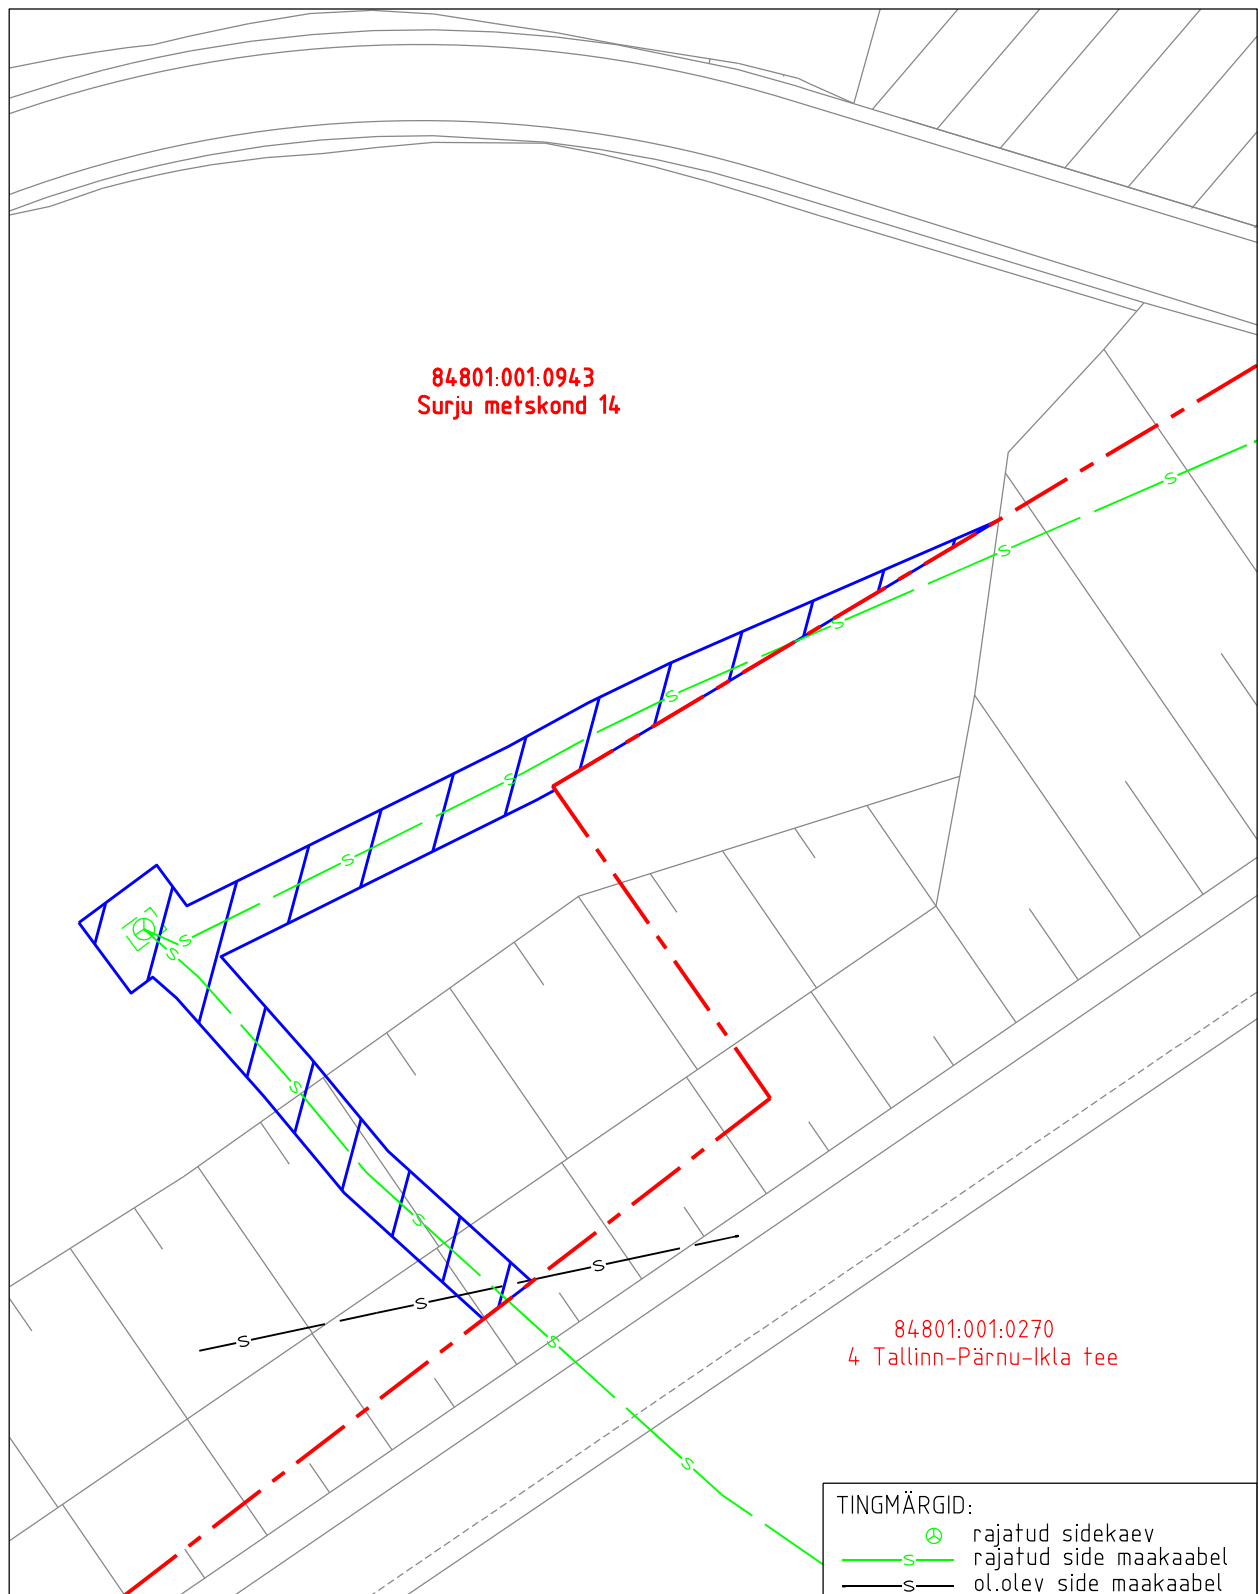 84801:001:0943
Surju metskond 14
S
S
S
S
S
S
S
S
S
S
S
S
S
84801:001:0270
4 Tallinn-Pärnu-Ikla tee
S
S
TINGMÄRGID:
rajatud sidekaev
S rajatud side maakaabel
S ol.olev side maakaabel